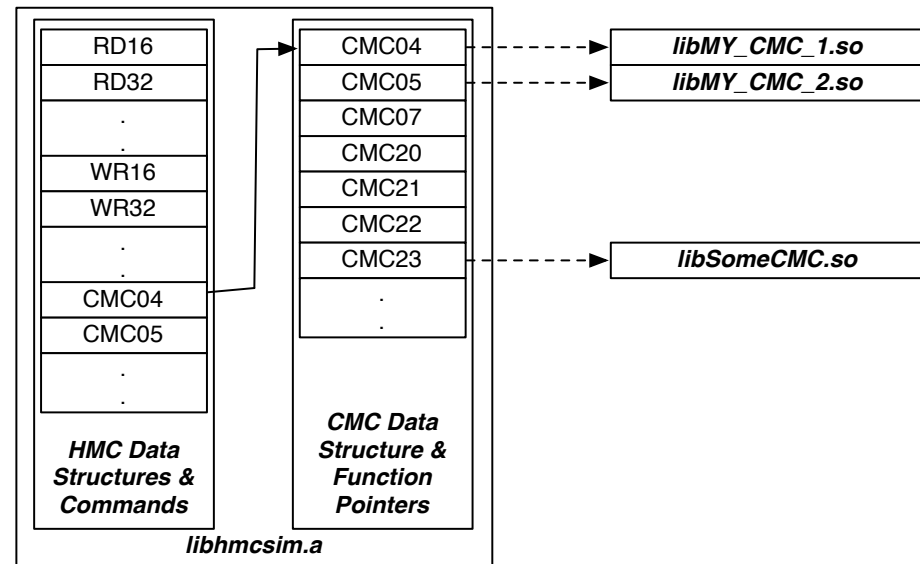 RD16
RD32
.
.
WR16
WR32
.
.
CMC04
CMC05
.
.
HMC Data
Structures &
Commands
CMC04
CMC05
CMC07
CMC20
CMC21
CMC22
CMC23
.
.
CMC Data
Structure &
Function
Pointers
libhmcsim.a
libMY_CMC_1.so
libMY_CMC_2.so
libSomeCMC.so